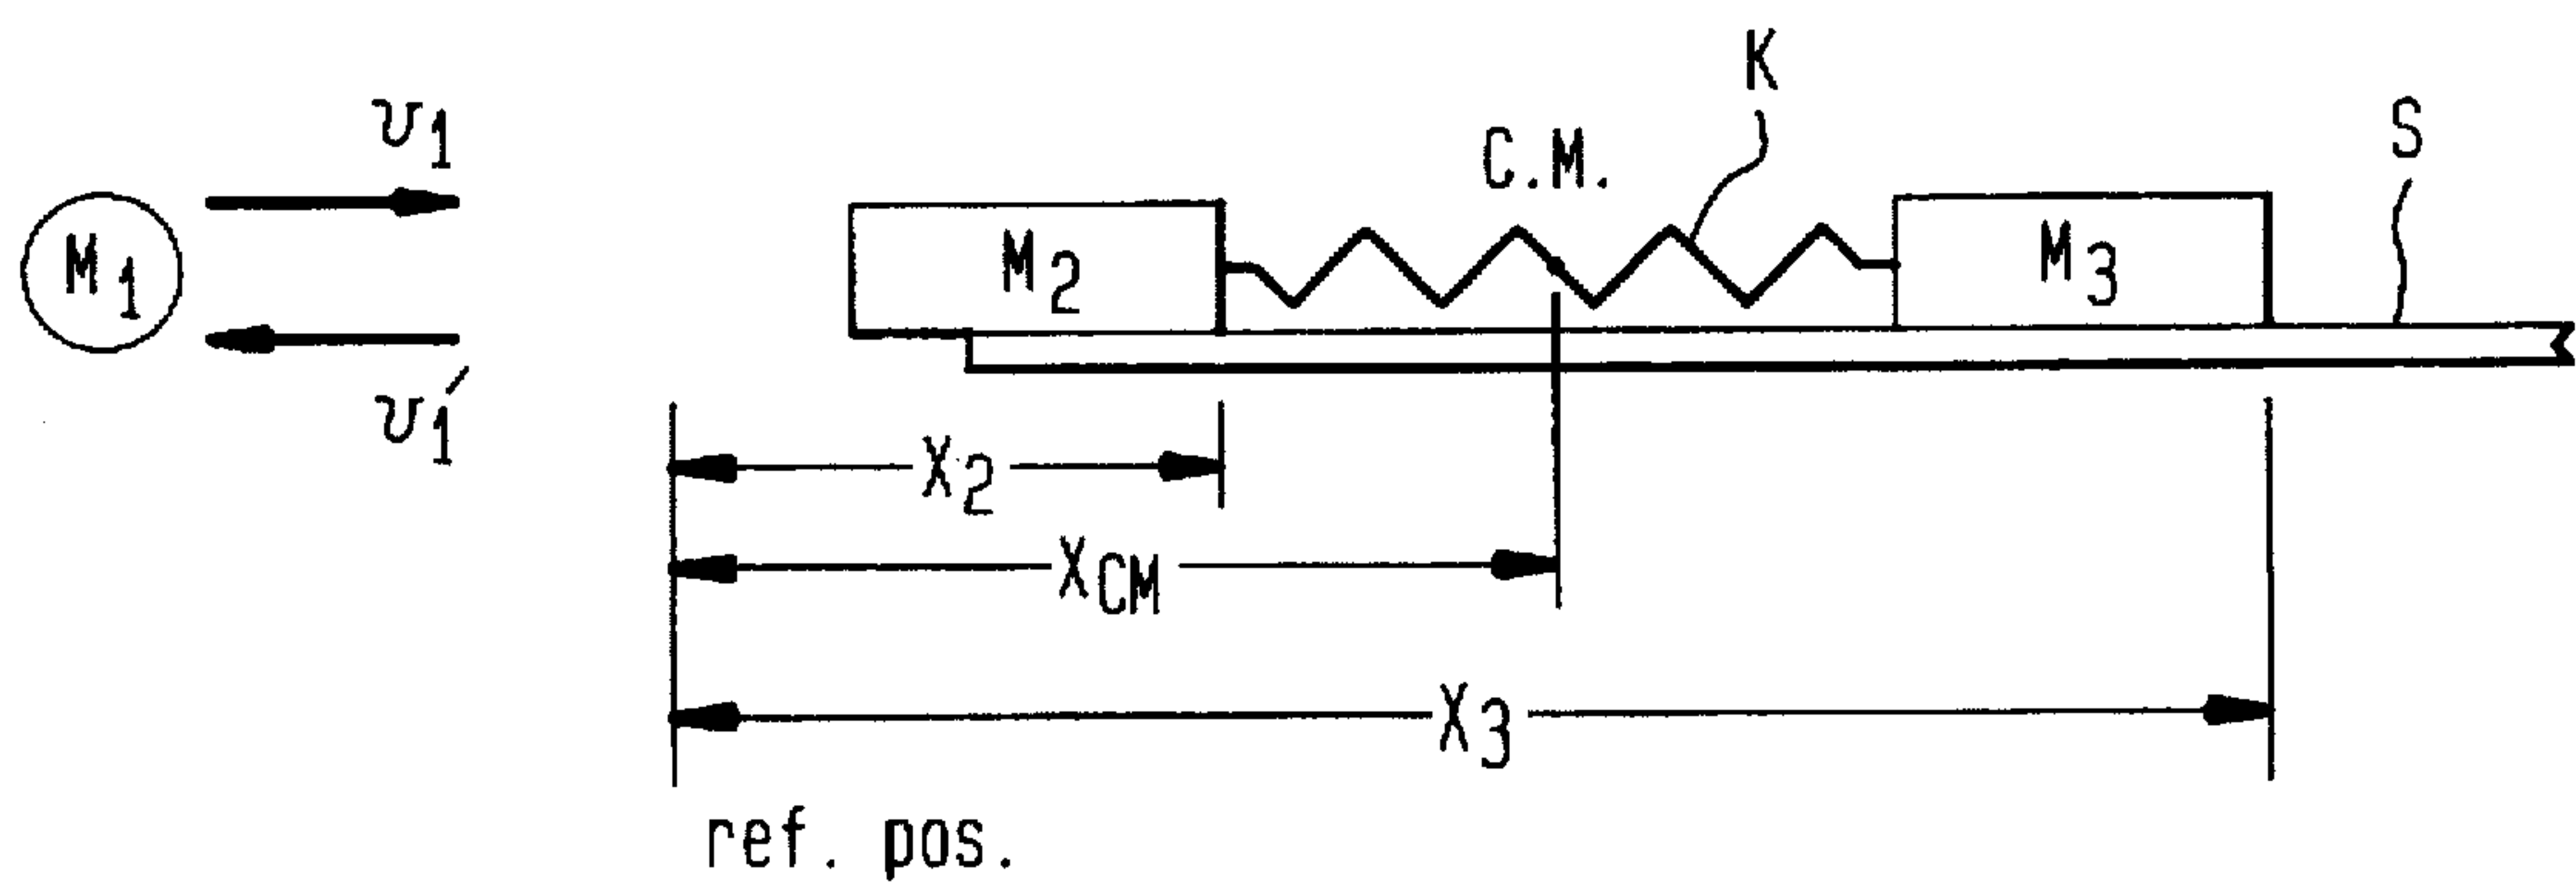 K
υ1
C.M.
S
M1
M2
M3
υ1′
X2
XCM
X3
ref. pos.